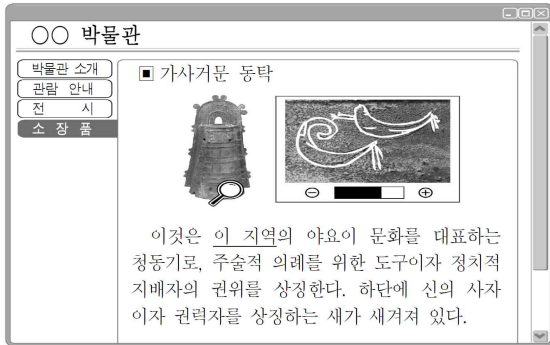 ○○ 박물관
박물관 소개
관람 안내
전 시
소 장 품
▣ 가사거문 동탁
이것은 이 지역의 야요이 문화를 대표하는
청동기로, 주술적 의례를 위한 도구이자 정치적
지배자의 권위를 상징한다. 하단에 신의 사자
이자 권력자를 상징하는 새가 새겨져 있다.